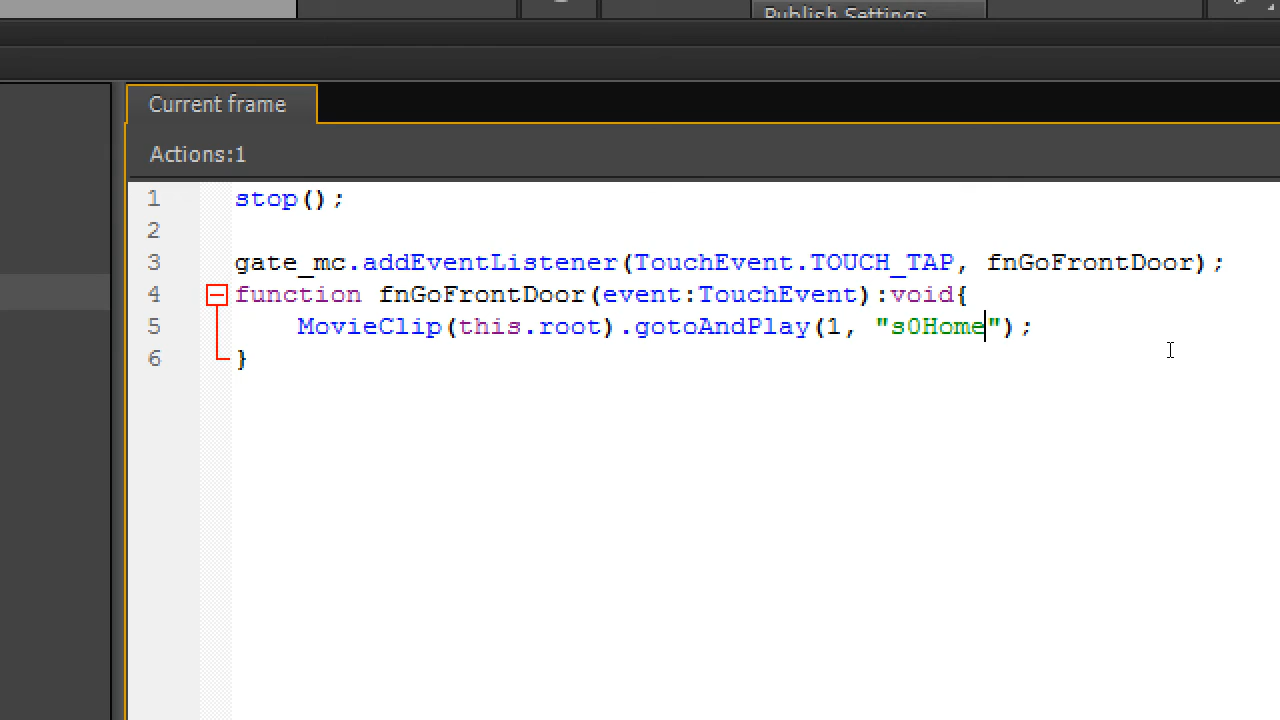 Publish Settings
Current frame
Actions:1
1 stop();
2
3 gate_mc.addEventListener(TouchEvent.TOUCH_TAP, fnGoFrontDoor);
4 function fnGoFrontDoor(event:TouchEvent):void{
5 MovieClip(this.root).gotoAndPlay(1, "s0Home");
6 }